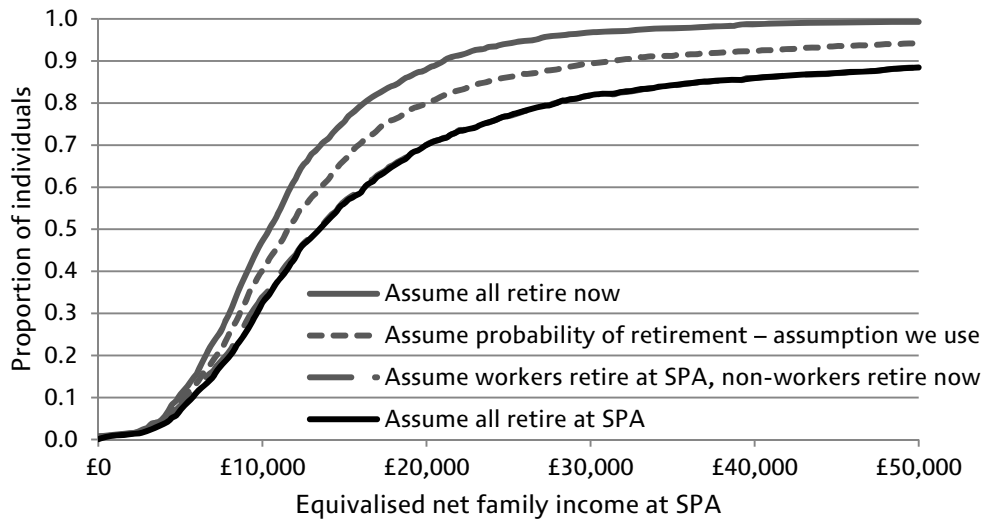 1.0
0.9
0.8
0.7
0.6
0.5
0.4
0.3
0.2
0.1
0.0
Proportion of individuals
Assume all retire now
Assume probability of retirement – assumption we use
Assume workers retire at SPA, non-workers retire now
Assume all retire at SPA
£0 £10,000 £20,000 £30,000 £40,000 £50,000
Equivalised net family income at SPA